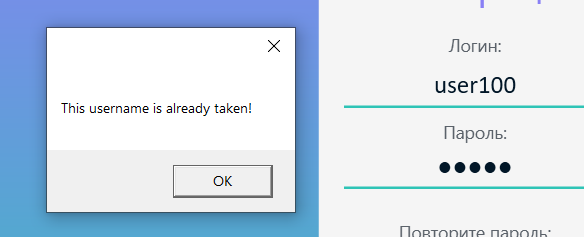 This username is already taken!
OK
Логин:
user100
Пароль:
●●●●●
Повторите пароль: